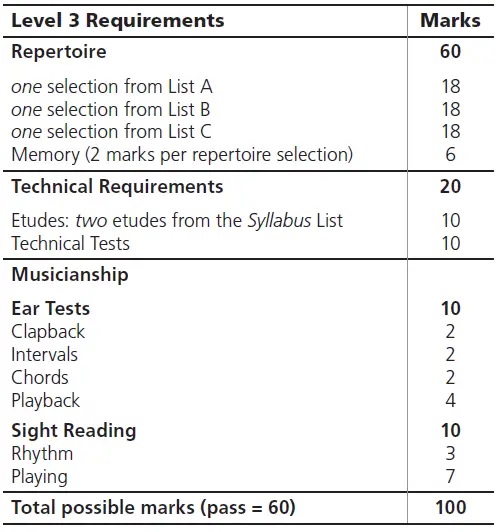 Level 3 Requirements Marks
Repertoire 60
one selection from List A 18
one selection from List B 18
one selection from List C 18
Memory (2 marks per repertoire selection) 6
Technical Requirements 20
Etudes: two etudes from the Syllabus List 10
Technical Tests 10
Musicianship
Ear Tests 10
Clapback 2
Intervals 2
Chords 2
Playback 4
Sight Reading 10
Rhythm 3
Playing 7
Total possible marks (pass = 60) 100